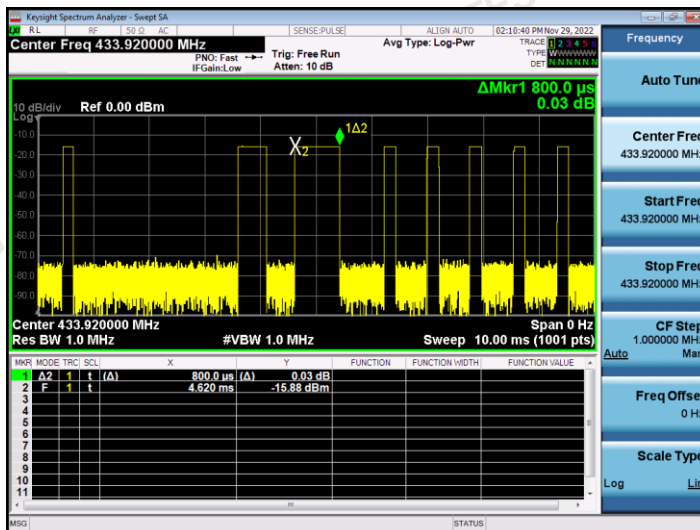 Keysight Spectrum Analyzer - Swept SA
RL RF 50 Ω AC SENSE:PULSE ALIGN AUTO 02:10:40 PM Nov 29, 2022
Center Freq 433.920000 MHz Avg Type: Log-Pwr TRACE 1 2 3 4 5 6
PNO: Fast Trig: Free Run TYPE WWWWWW
IFGain:Low Atten: 10 dB DET N N N N N N
ΔMkr1 800.0 µs
0.03 dB
10 dB/div Ref 0.00 dBm
Log
-10.0
1Δ2
X2
-20.0
-30.0
-40.0
-50.0
-60.0
-70.0
-80.0
-90.0
Center 433.920000 MHz Span 0 Hz
Res BW 1.0 MHz #VBW 1.0 MHz Sweep 10.00 ms (1001 pts)
MKR MODE TRC SCL X Y FUNCTION FUNCTION WIDTH FUNCTION VALUE
1 Δ2 1 t (Δ) 800.0 µs (Δ) 0.03 dB
2 F 1 t 4.620 ms -15.88 dBm
3
4
5
6
7
8
9
10
11
MSG STATUS
Frequency
Auto Tune
Center Freq
433.920000 MHz
Start Freq
433.920000 MHz
Stop Freq
433.920000 MHz
CF Step
1.000000 MHz
Auto Man
Freq Offset
0 Hz
Scale Type
Log Lin